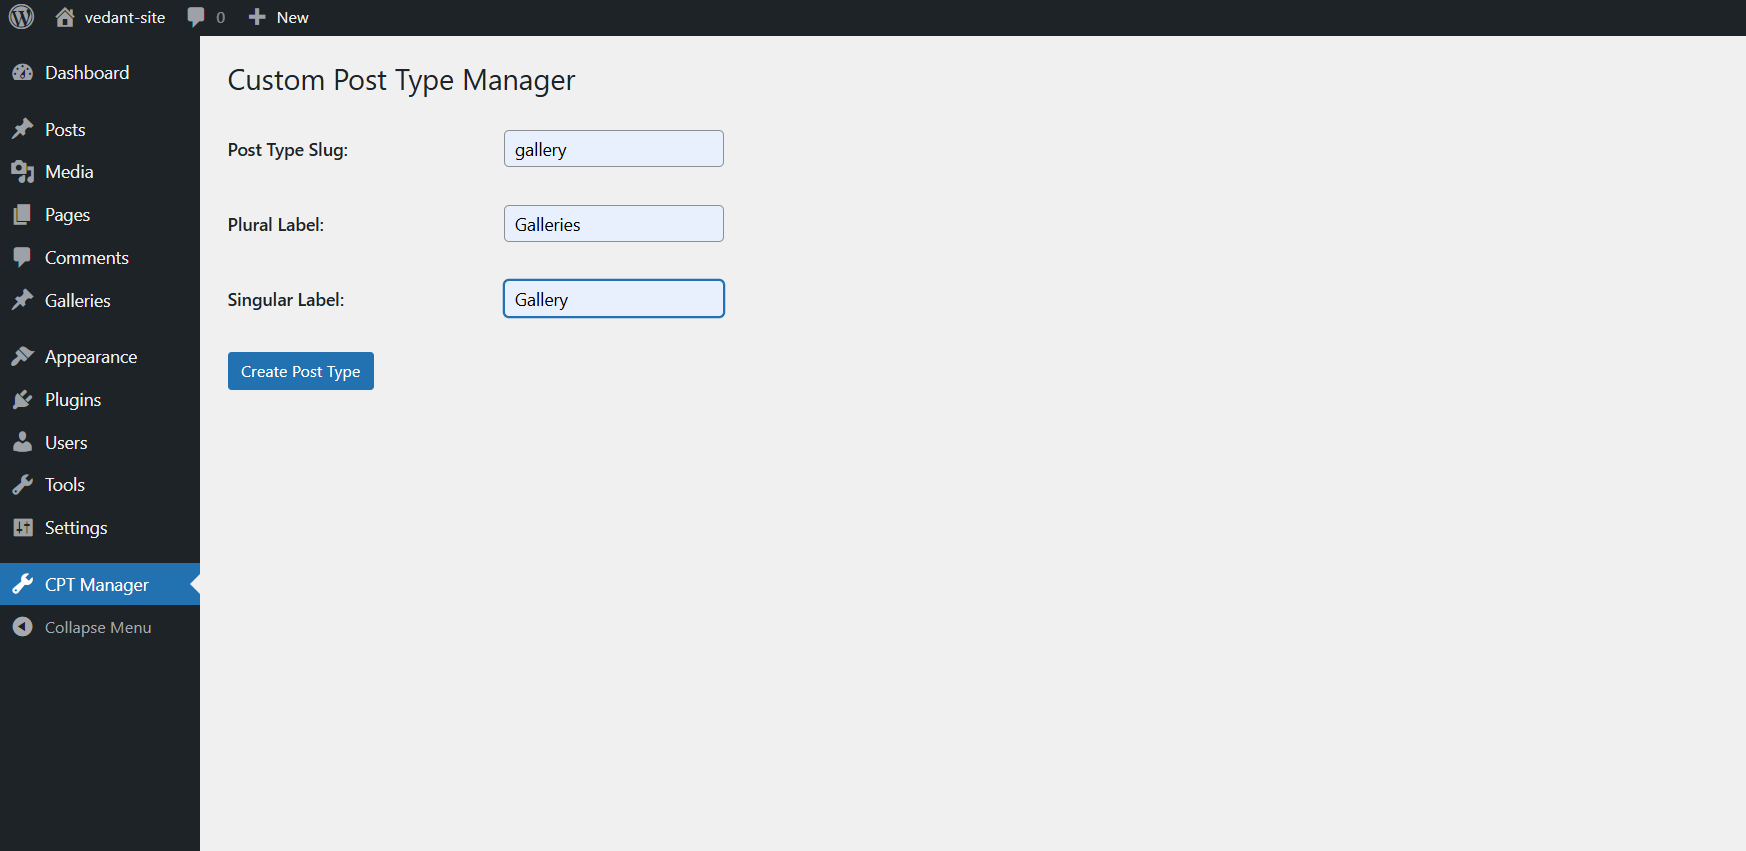 vedant-site 0 New
Dashboard
Posts
Media
Pages
Comments
Galleries
Appearance
Plugins
Users
Tools
Settings
CPT Manager
Collapse Menu
Custom Post Type Manager
Post Type Slug: gallery
Plural Label: Galleries
Singular Label: Gallery
Create Post Type